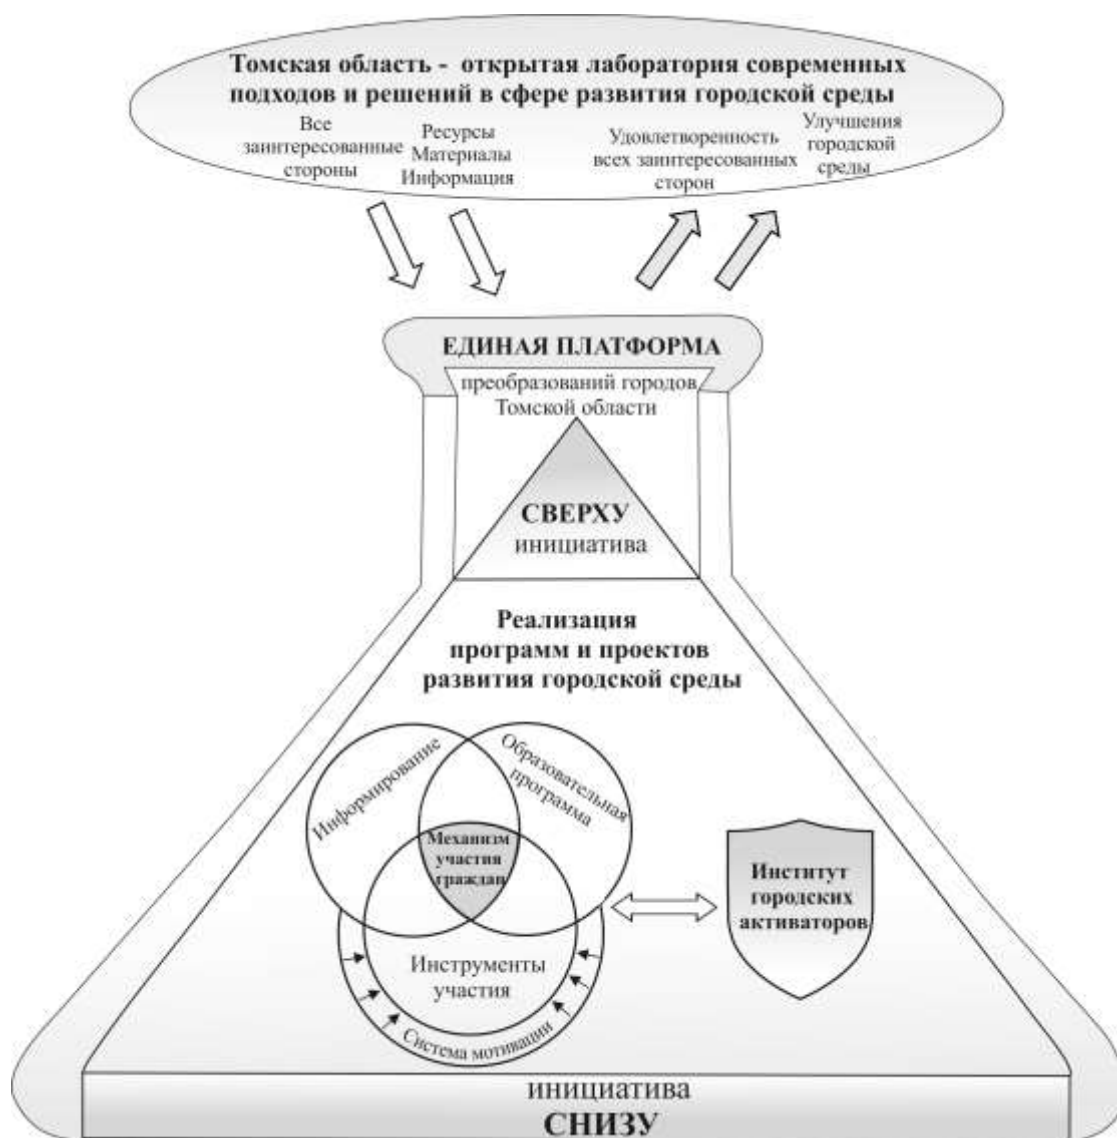 Томская область - открытая лаборатория современных
подходов и решений в сфере развития городской среды
Все
заинтересованные
стороны
Ресурсы
Материалы
Информация
Удовлетворенность
всех заинтересованных
сторон
Улучшения
городской
среды
ЕДИНАЯ ПЛАТФОРМА
преобразований городов
Томской области
СВЕРХУ
инициатива
Реализация
программ и проектов
развития городской среды
Информирование
Образовательная
программа
Механизм
участия
граждан
Институт
городских
активаторов
Инструменты
участия
Система мотивации
инициатива
СНИЗУ